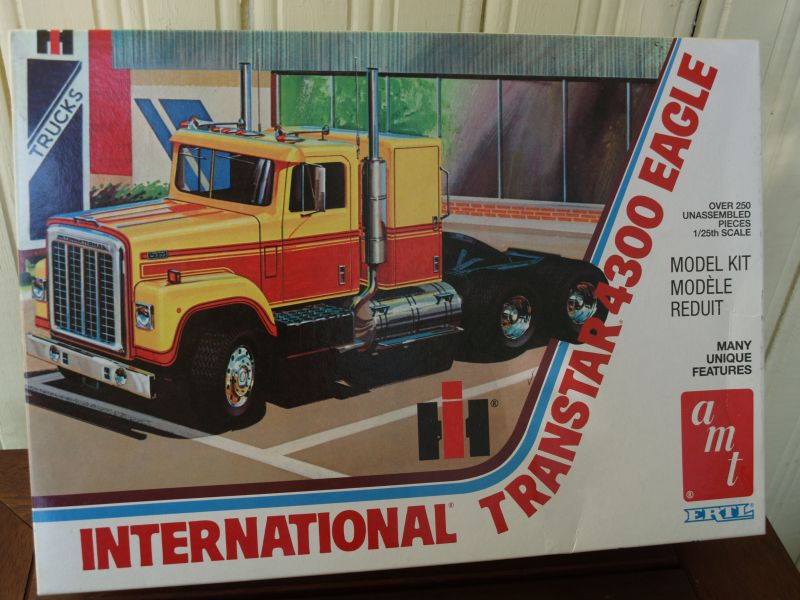 TRUCKS
INTERNATIONAL
INTERNATIONAL® TRANSTAR 4300 EAGLE
OVER 250
UNASSEMBLED
PIECES
1/25th SCALE
MODEL KIT
MODÈLE
REDUIT
MANY
UNIQUE
FEATURES
®
amt
®
ERTL